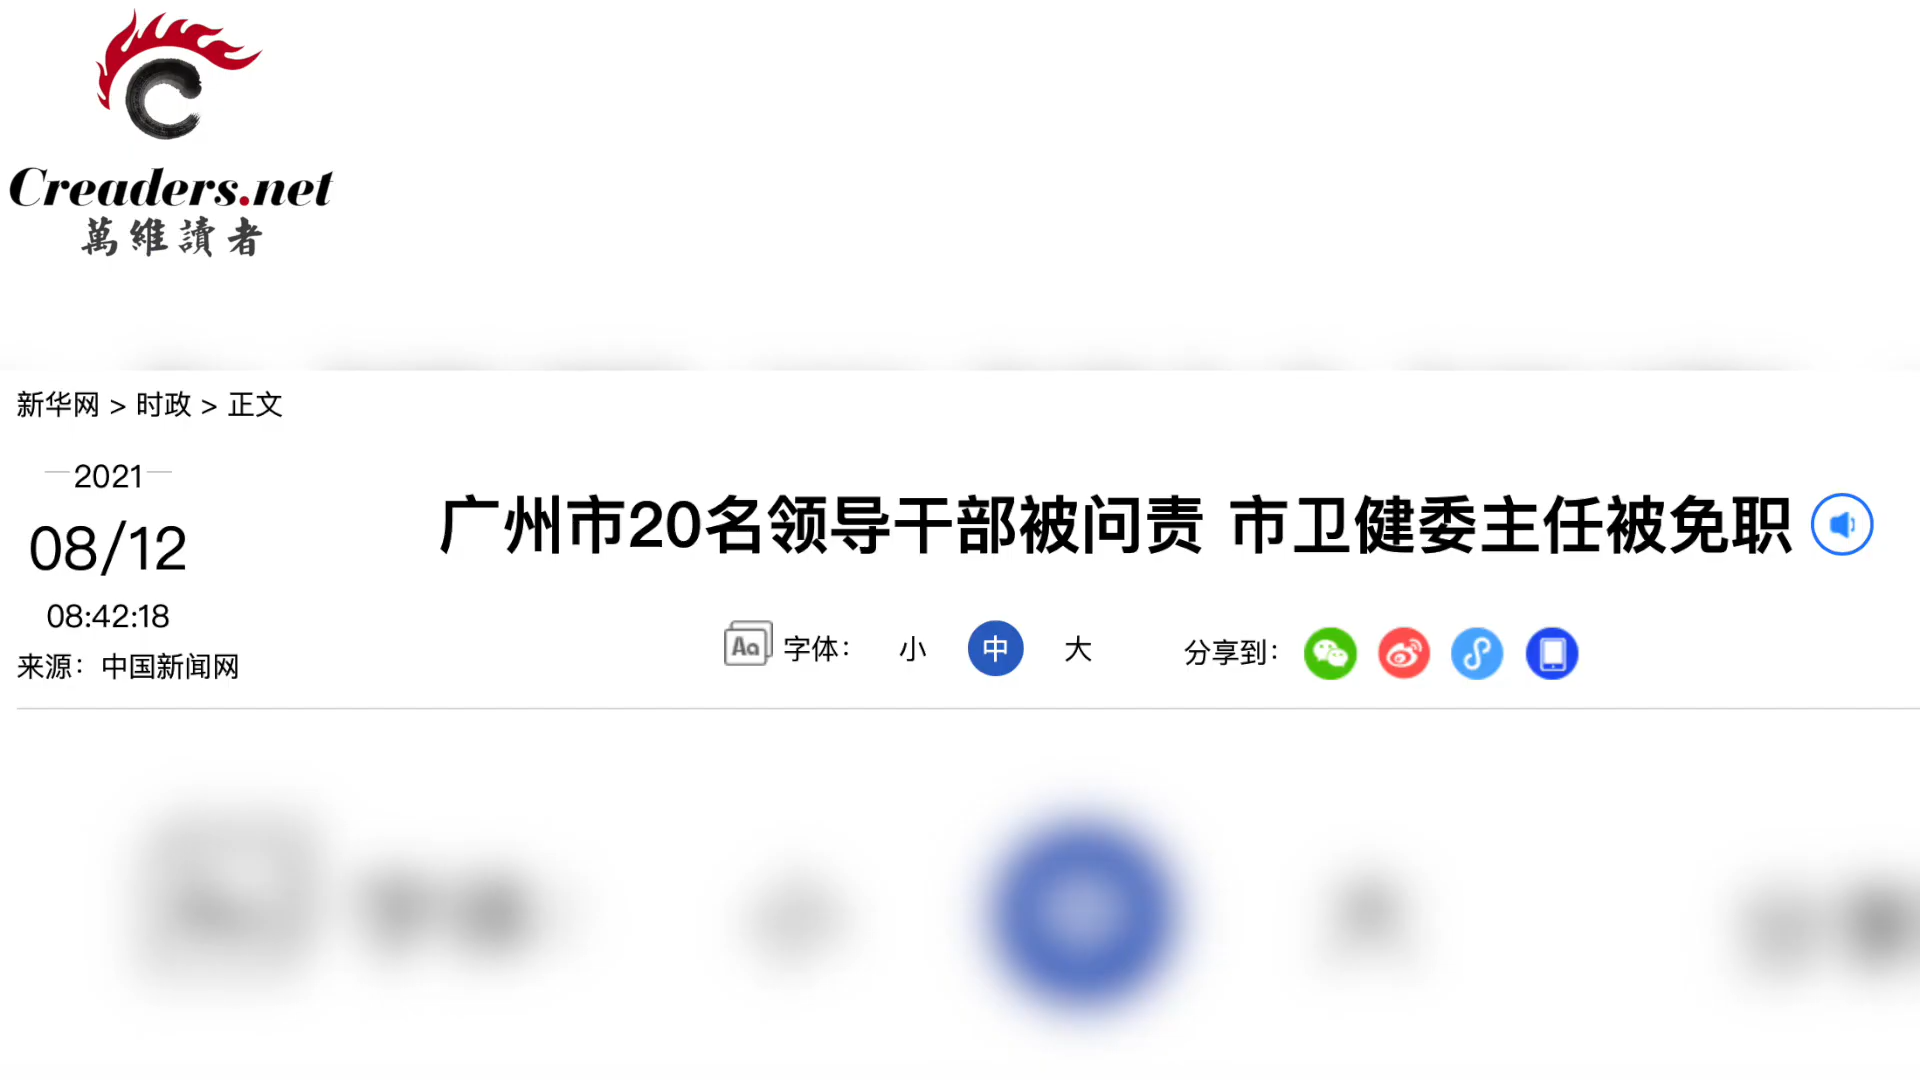 Creaders.net
萬維讀者
新华网 > 时政 > 正文
2021
08/12
08:42:18
来源：中国新闻网
广州市20名领导干部被问责 市卫健委主任被免职
Aa 字体： 小 中 大 分享到：